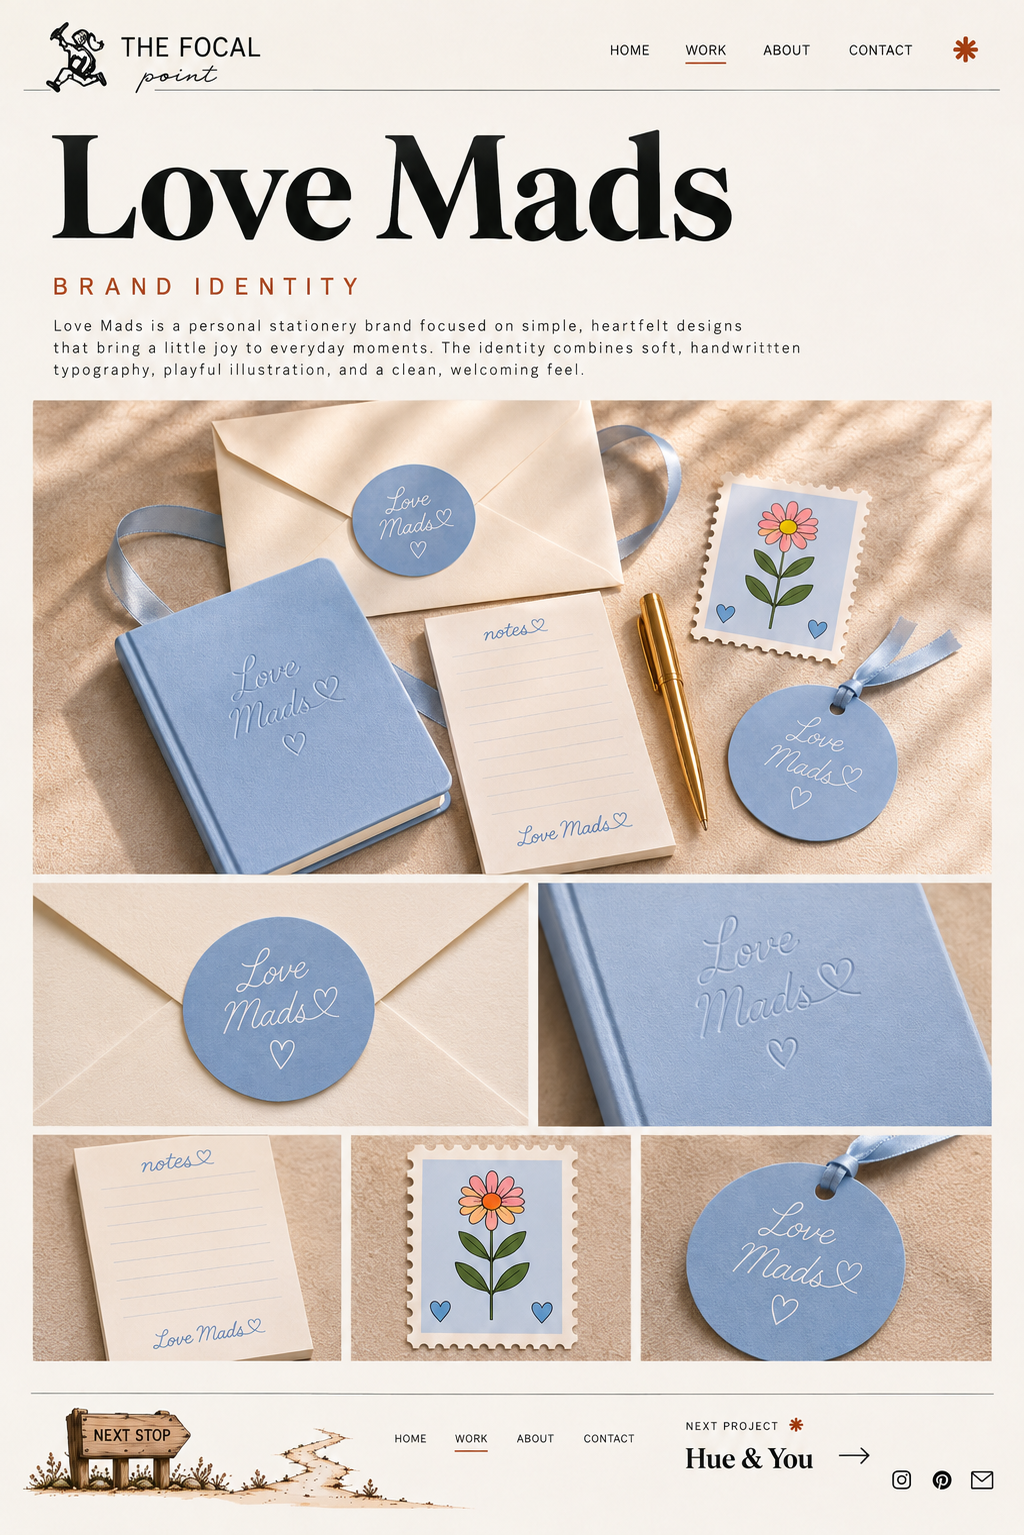 THE FOCAL
point
HOME
WORK
ABOUT
CONTACT
Love Mads
BRAND IDENTITY
Love Mads is a personal stationery brand focused on simple, heartfelt designs
that bring a little joy to everyday moments. The identity combines soft, handwritten
typography, playful illustration, and a clean, welcoming feel.
Love
Mads
notes
Love
Mads
Love
Mads
Love Mads
Love
Mads
Love
Mads
notes
Love Mads
Love
Mads
NEXT STOP
HOME
WORK
ABOUT
CONTACT
NEXT PROJECT
Hue & You